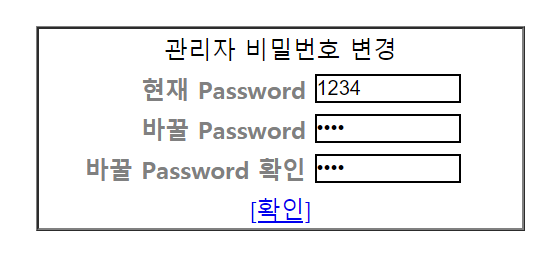 관리자 비밀번호 변경
현재 Password 1234
바꿀 Password ••••
바꿀 Password 확인 ••••
[확인]